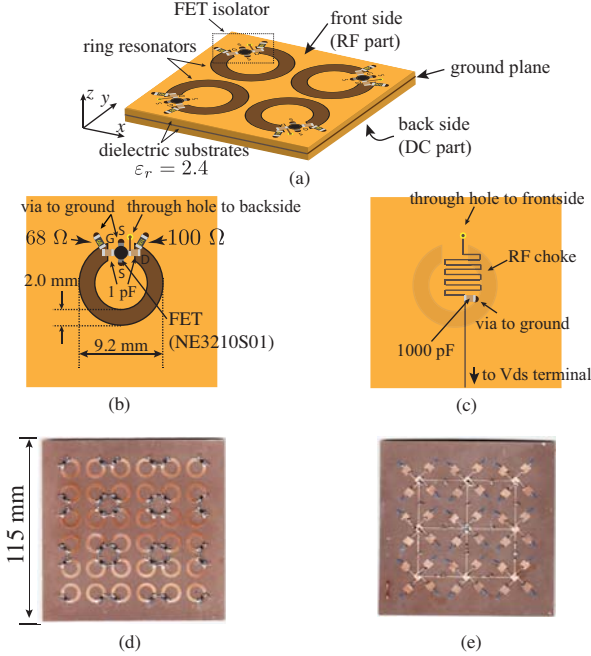 FET isolator
front side
(RF part)
ring resonators
ground plane
z
y
x
back side
(DC part)
dielectric substrates
εr = 2.4
(a)
via to ground
through hole to backside
through hole to frontside
68 Ω
G
S
100 Ω
D
S
RF choke
2.0 mm
1 pF
FET
(NE3210S01)
via to ground
1000 pF
9.2 mm
to Vds terminal
(b)
(c)
115 mm
(d)
(e)